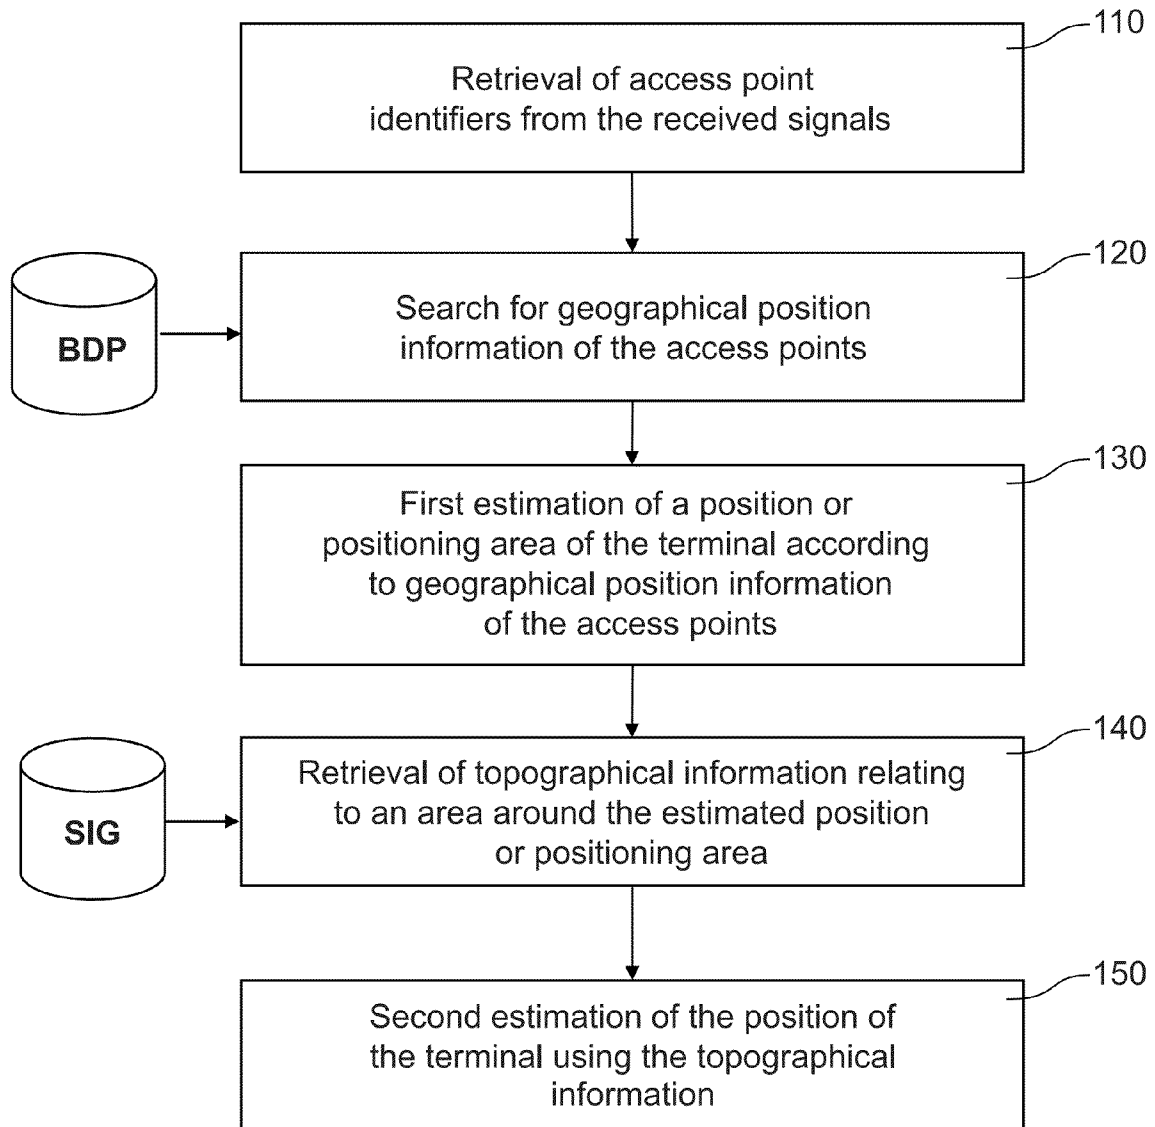 110
Retrieval of access point
identifiers from the received signals
120
Search for geographical position
information of the access points
BDP
130
First estimation of a position or
positioning area of the terminal according
to geographical position information
of the access points
140
Retrieval of topographical information relating
to an area around the estimated position
or positioning area
SIG
150
Second estimation of the position of
the terminal using the topographical
information